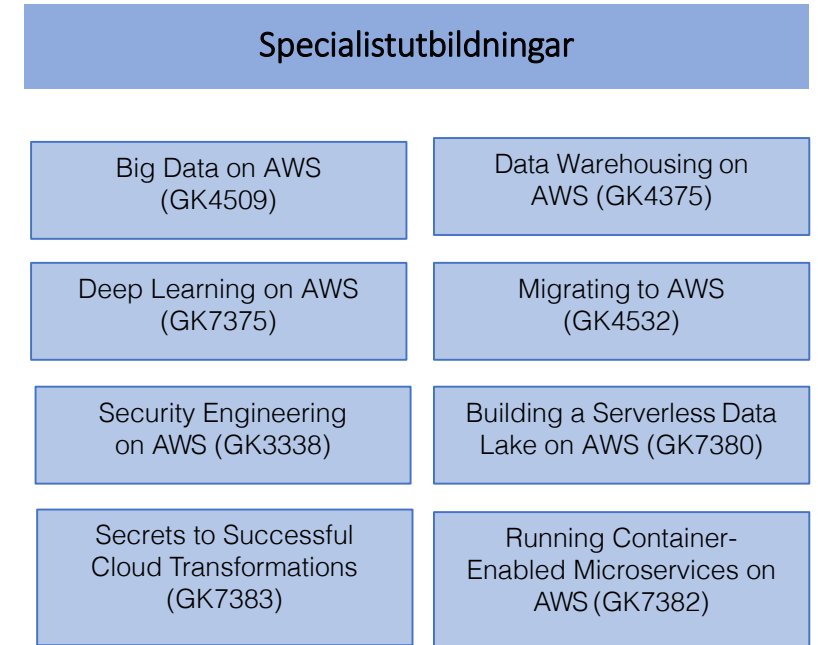 Specialistutbildningar
Big Data on AWS
(GK4509)
Data Warehousing on
AWS (GK4375)
Deep Learning on AWS
(GK7375)
Migrating to AWS
(GK4532)
Security Engineering
on AWS (GK3338)
Building a Serverless Data
Lake on AWS (GK7380)
Secrets to Successful
Cloud Transformations
(GK7383)
Running Container-
Enabled Microservices on
AWS (GK7382)